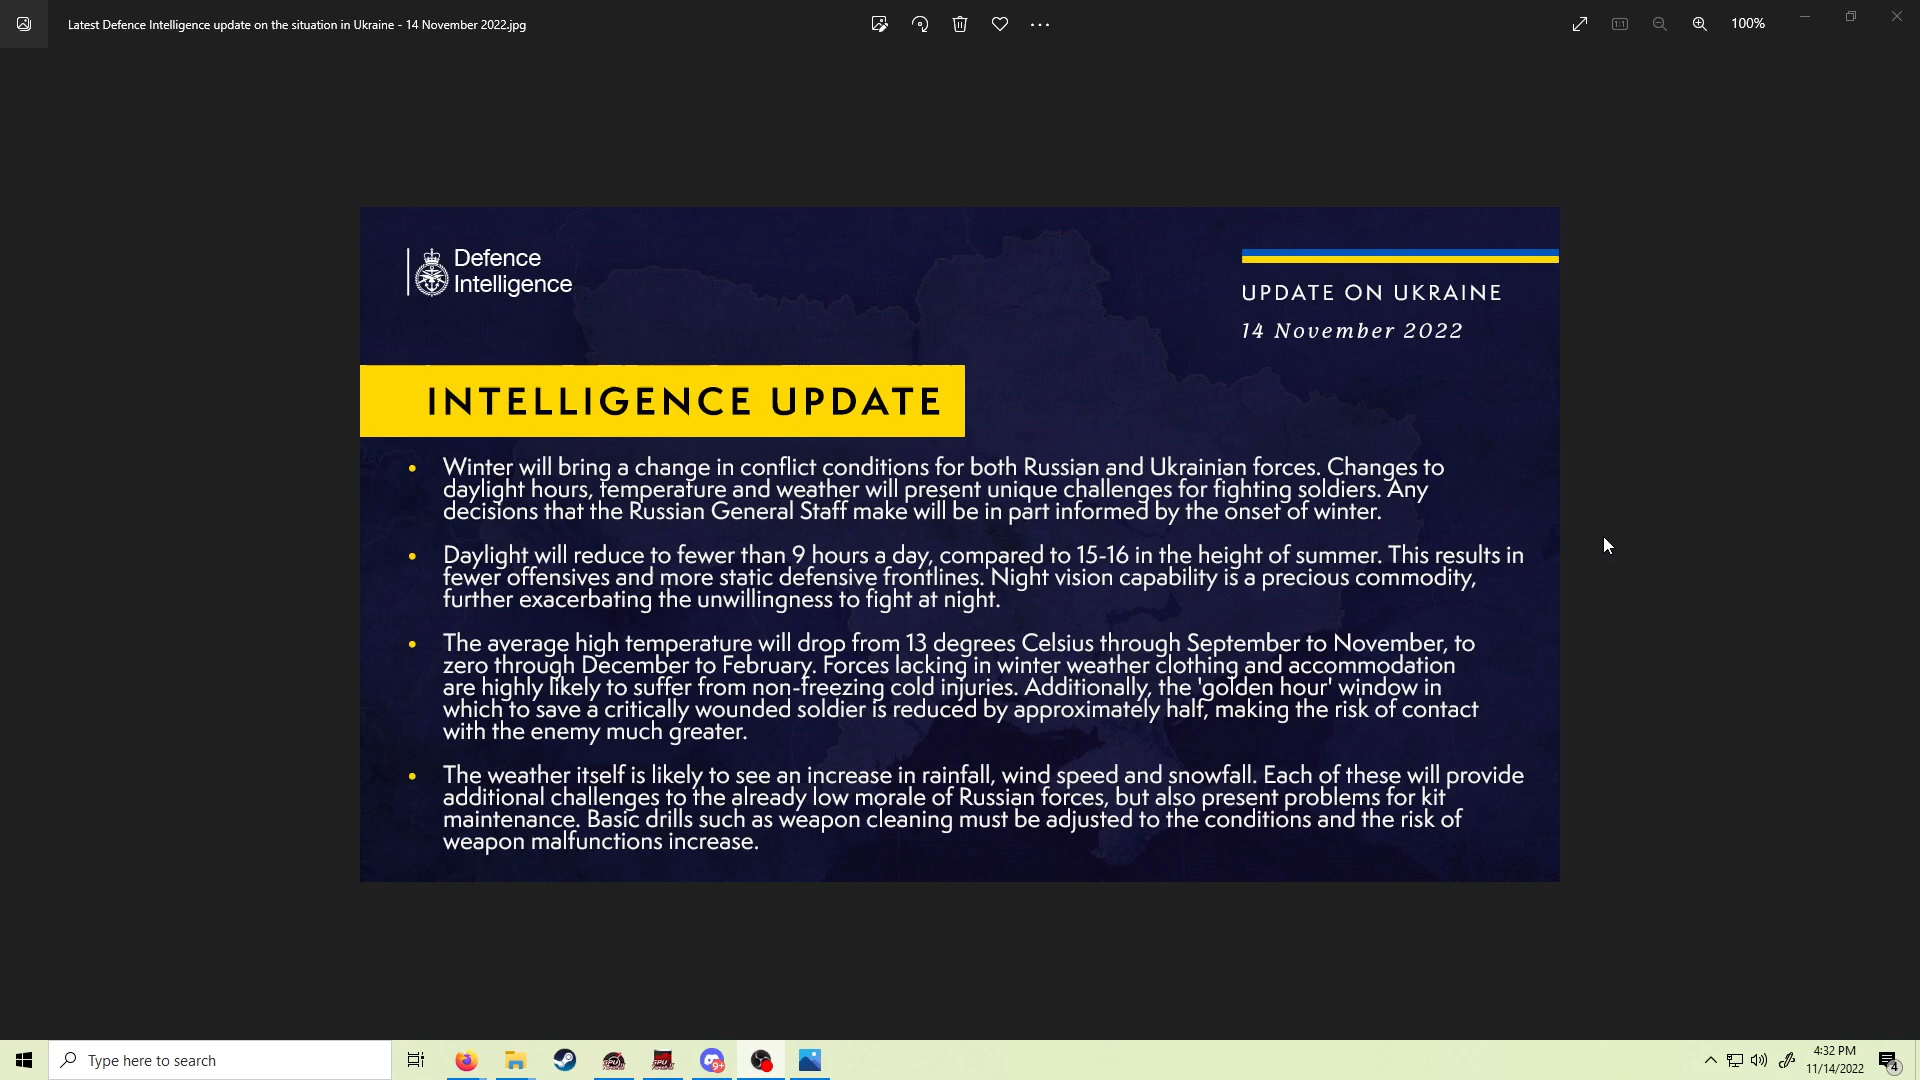 Latest Defence Intelligence update on the situation in Ukraine - 14 November 2022.jpg
1:1
100%
Defence
Intelligence
UPDATE ON UKRAINE
14 November 2022
INTELLIGENCE UPDATE
• Winter will bring a change in conflict conditions for both Russian and Ukrainian forces. Changes to
daylight hours, temperature and weather will present unique challenges for fighting soldiers. Any
decisions that the Russian General Staff make will be in part informed by the onset of winter.
• Daylight will reduce to fewer than 9 hours a day, compared to 15-16 in the height of summer. This results in
fewer offensives and more static defensive frontlines. Night vision capability is a precious commodity,
further exacerbating the unwillingness to fight at night.
• The average high temperature will drop from 13 degrees Celsius through September to November, to
zero through December to February. Forces lacking in winter weather clothing and accommodation
are highly likely to suffer from non-freezing cold injuries. Additionally, the 'golden hour' window in
which to save a critically wounded soldier is reduced by approximately half, making the risk of contact
with the enemy much greater.
• The weather itself is likely to see an increase in rainfall, wind speed and snowfall. Each of these will provide
additional challenges to the already low morale of Russian forces, but also present problems for kit
maintenance. Basic drills such as weapon cleaning must be adjusted to the conditions and the risk of
weapon malfunctions increase.
Type here to search
GPU
GPU
9+
4:32 PM
11/14/2022
4